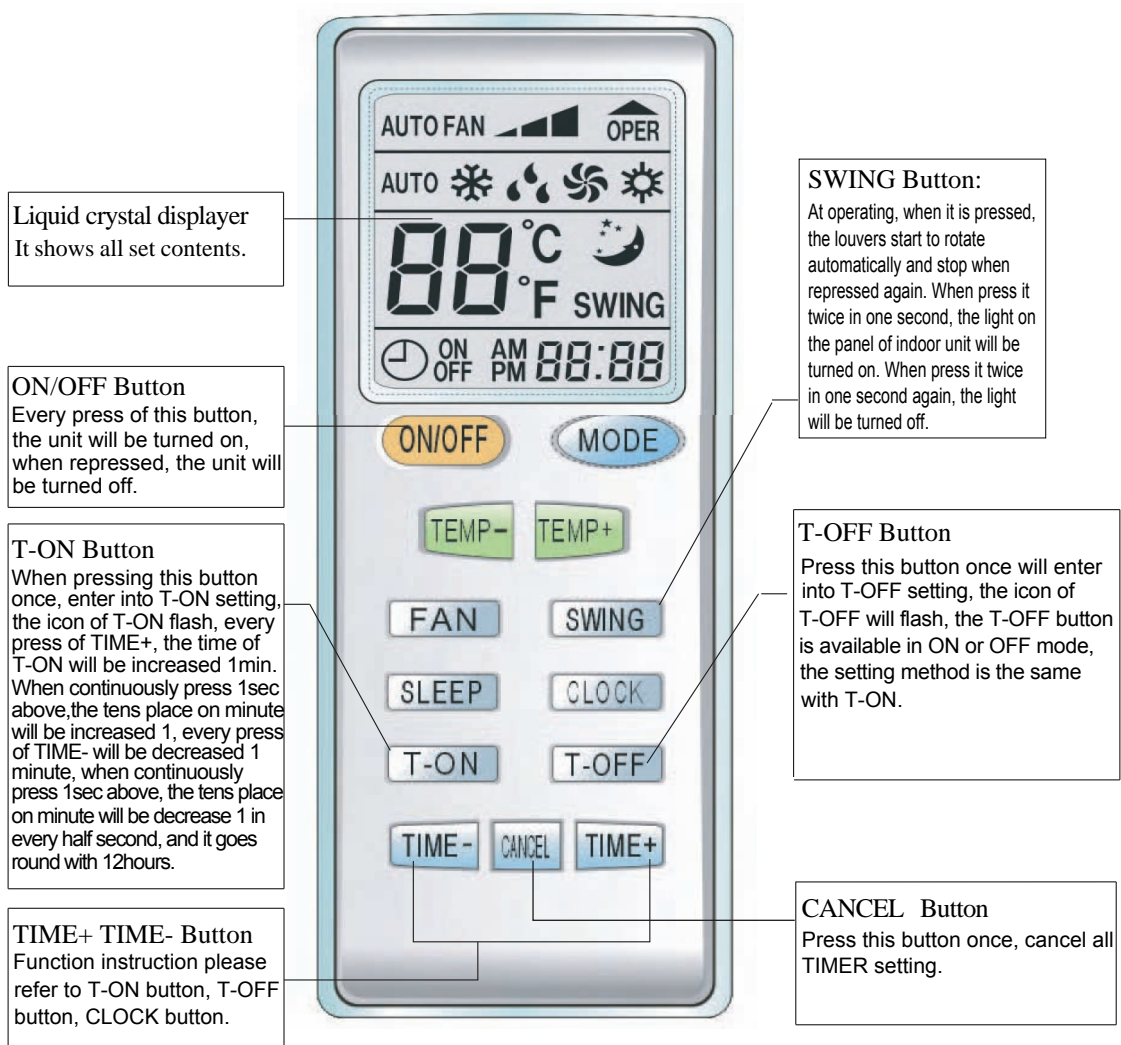 AUTO FAN OPER
AUTO
88 °C
°F SWING
ON OFF AM PM 88:88
ON/OFF MODE
TEMP- TEMP+
FAN SWING
SLEEP CLOCK
T-ON T-OFF
TIME- CANCEL TIME+
Liquid crystal displayer
It shows all set contents.
ON/OFF Button
Every press of this button,
the unit will be turned on,
when repressed, the unit will
be turned off.
T-ON Button
When pressing this button
once, enter into T-ON setting,
the icon of T-ON flash, every
press of TIME+, the time of
T-ON will be increased 1min.
When continuously press 1sec
above,the tens place on minute
will be increased 1, every press
of TIME- will be decreased 1
minute, when continuously
press 1sec above, the tens place
on minute will be decrease 1 in
every half second, and it goes
round with 12hours.
TIME+ TIME- Button
Function instruction please
refer to T-ON button, T-OFF
button, CLOCK button.
SWING Button:
At operating, when it is pressed,
the louvers start to rotate
automatically and stop when
repressed again. When press it
twice in one second, the light on
the panel of indoor unit will be
turned on. When press it twice
in one second again, the light
will be turned off.
T-OFF Button
Press this button once will enter
into T-OFF setting, the icon of
T-OFF will flash, the T-OFF button
is available in ON or OFF mode,
the setting method is the same
with T-ON.
CANCEL Button
Press this button once, cancel all
TIMER setting.